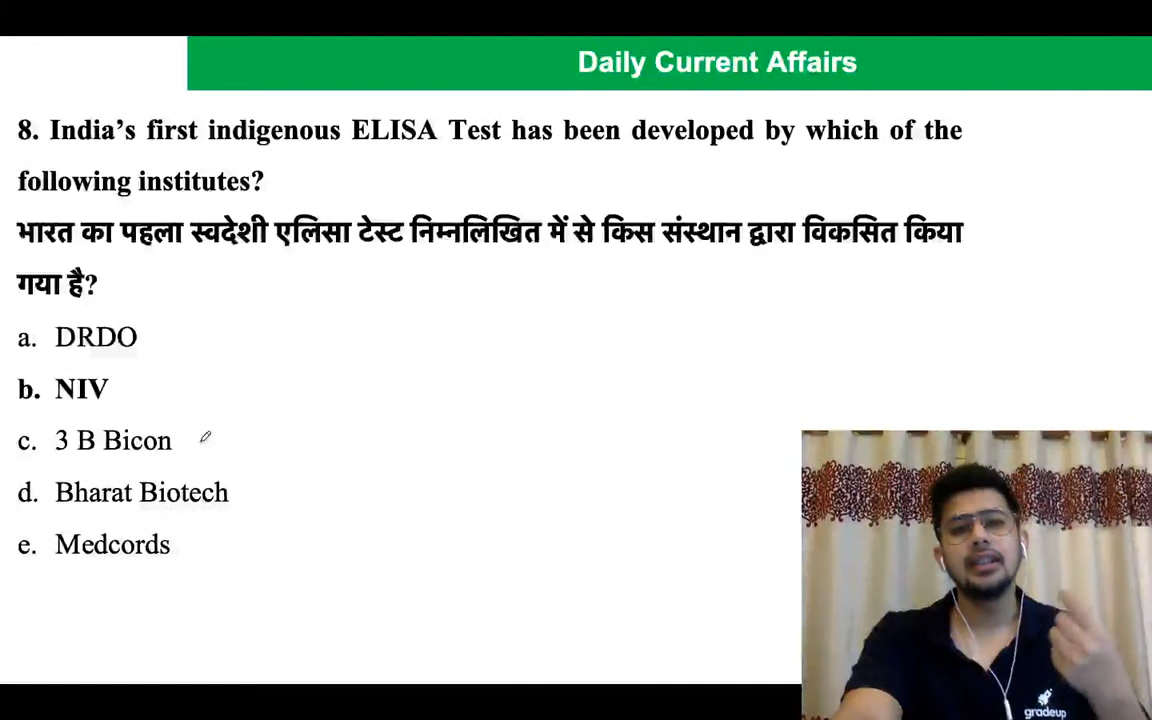 Daily Current Affairs
8. India’s first indigenous ELISA Test has been developed by which of the
following institutes?
भारत का पहला स्वदेशी एलिसा टेस्ट निम्नलिखित में से किस संस्थान द्वारा विकसित किया
गया है?
a. DRDO
b. NIV
c. 3 B Bicon
d. Bharat Biotech
e. Medcords
gradeup